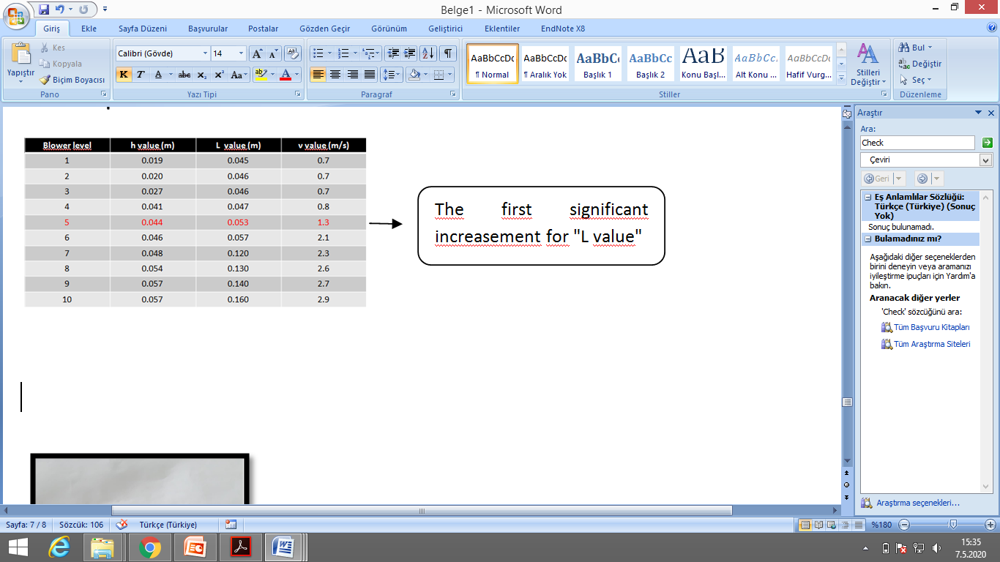 Belge1 - Microsoft Word
Giriş Ekle Sayfa Düzeni Başvurular Postalar Gözden Geçir Görünüm Geliştirici Eklentiler EndNote X8
Yapıştır
Kes
Kopyala
Biçim Boyacısı
Pano
Calibri (Gövde) 14
K T A abc x₂ x² Aa
Yazı Tipi
Paragraf
AaBbCcDc AaBbCcDc AaBbC AaBbCc AaB AaBbCc. AaBbCcDc
¶ Normal ¶ Aralık Yok Başlık 1 Başlık 2 Konu Başl... Alt Konu ... Hafif Vurg...
Stiller
Stilleri
Değiştir
Bul
Değiştir
Seç
Düzenleme
Blower level h value (m) L value (m) v value (m/s)
1 0.019 0.045 0.7
2 0.020 0.046 0.7
3 0.027 0.046 0.7
4 0.041 0.047 0.8
5 0.044 0.053 1.3
6 0.046 0.057 2.1
7 0.048 0.120 2.3
8 0.054 0.130 2.6
9 0.057 0.140 2.7
10 0.057 0.160 2.9
The first significant
increasement for "L value"
Araştır
Ara:
Check
Çeviri
Geri
Eş Anlamlılar Sözlüğü:
Türkçe (Türkiye) (Sonuç
Yok)
Sonuç bulunamadı.
Bulamadınız mı?
Aşağıdaki diğer seçeneklerden
birini deneyin veya aramanızı
iyileştirme ipuçları için Yardım'a
bakın.
Aranacak diğer yerler
'Check' sözcüğünü ara:
Tüm Başvuru Kitapları
Tüm Araştırma Siteleri
Araştırma seçenekleri...
Sayfa: 7 / 8 Sözcük: 106 Türkçe (Türkiye) %180
15:35
7.5.2020